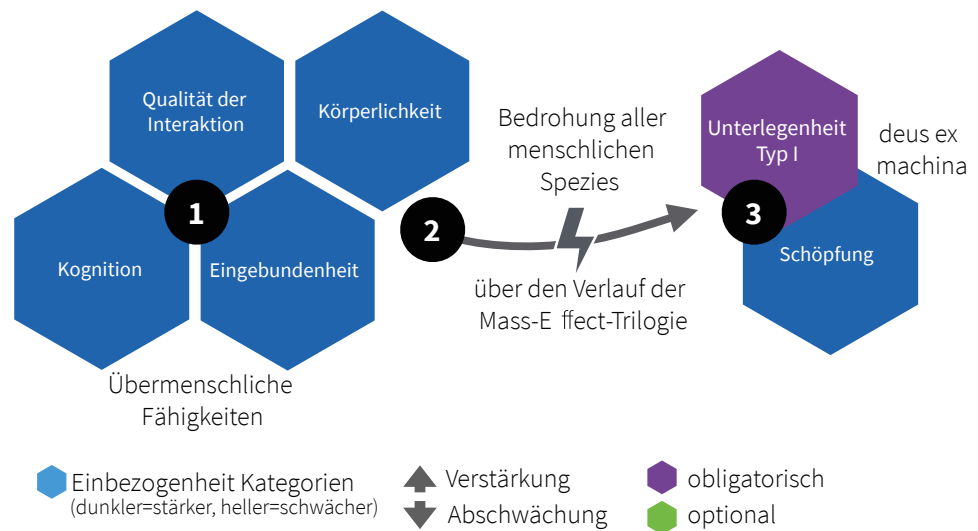 Qualität der
Interaktion
Körperlichkeit
Kognition
1
Eingebundenheit
Übermenschliche
Fähigkeiten
2
Bedrohung aller
menschlichen
Spezies
über den Verlauf der
Mass-E ffect-Trilogie
Unterlegenheit
Typ I
3
Schöpfung
deus ex
machina
Einbezogenheit Kategorien
(dunkler=stärker, heller=schwächer)
Verstärkung
Abschwächung
obligatorisch
optional